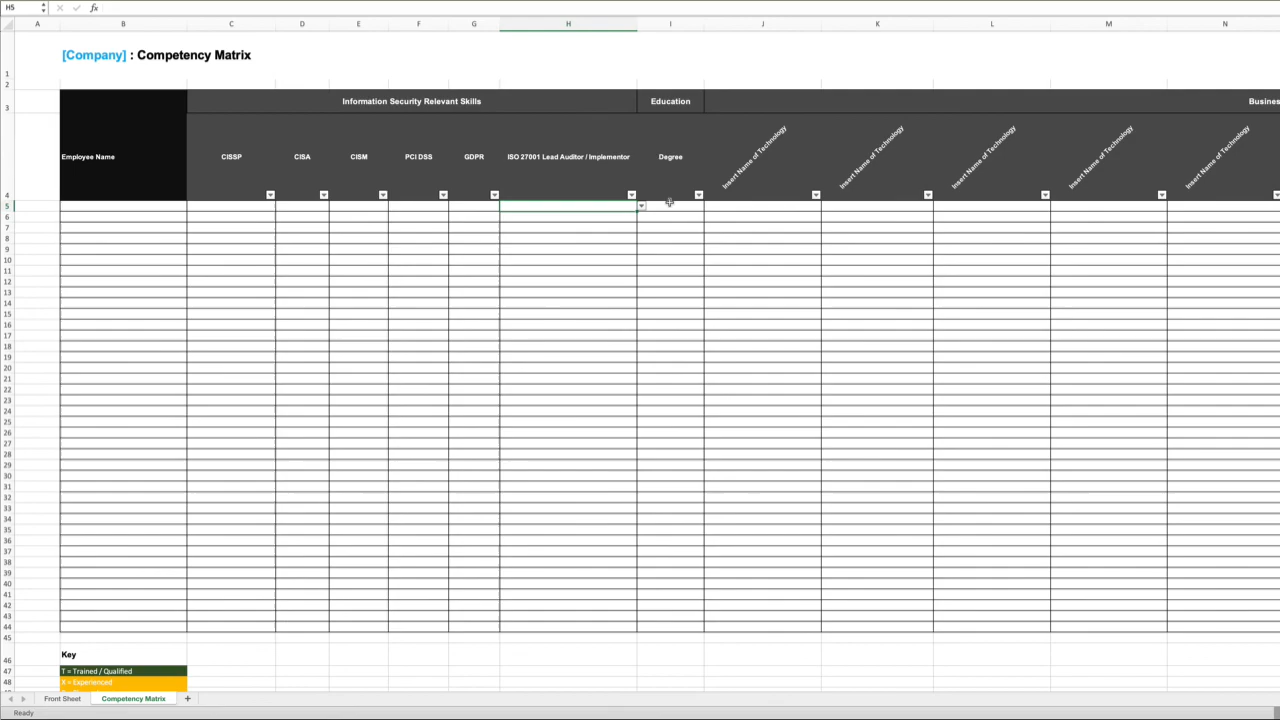 H5
fx
A B C D E F G H I J K L M N
1
[Company] : Competency Matrix
2
3
Information Security Relevant Skills
Education
Busines
4
Employee Name
CISSP
CISA
CISM
PCI DSS
GDPR
ISO 27001 Lead Auditor / Implementor
Degree
Insert Name of Technology
Insert Name of Technology
Insert Name of Technology
Insert Name of Technology
Insert Name of Technology
5
6
7
8
9
10
11
12
13
14
15
16
17
18
19
20
21
22
23
24
25
26
27
28
29
30
31
32
33
34
35
36
37
38
39
40
41
42
43
44
45
46
Key
47
T = Trained / Qualified
48
X = Experienced
Front Sheet
Competency Matrix
+
Ready